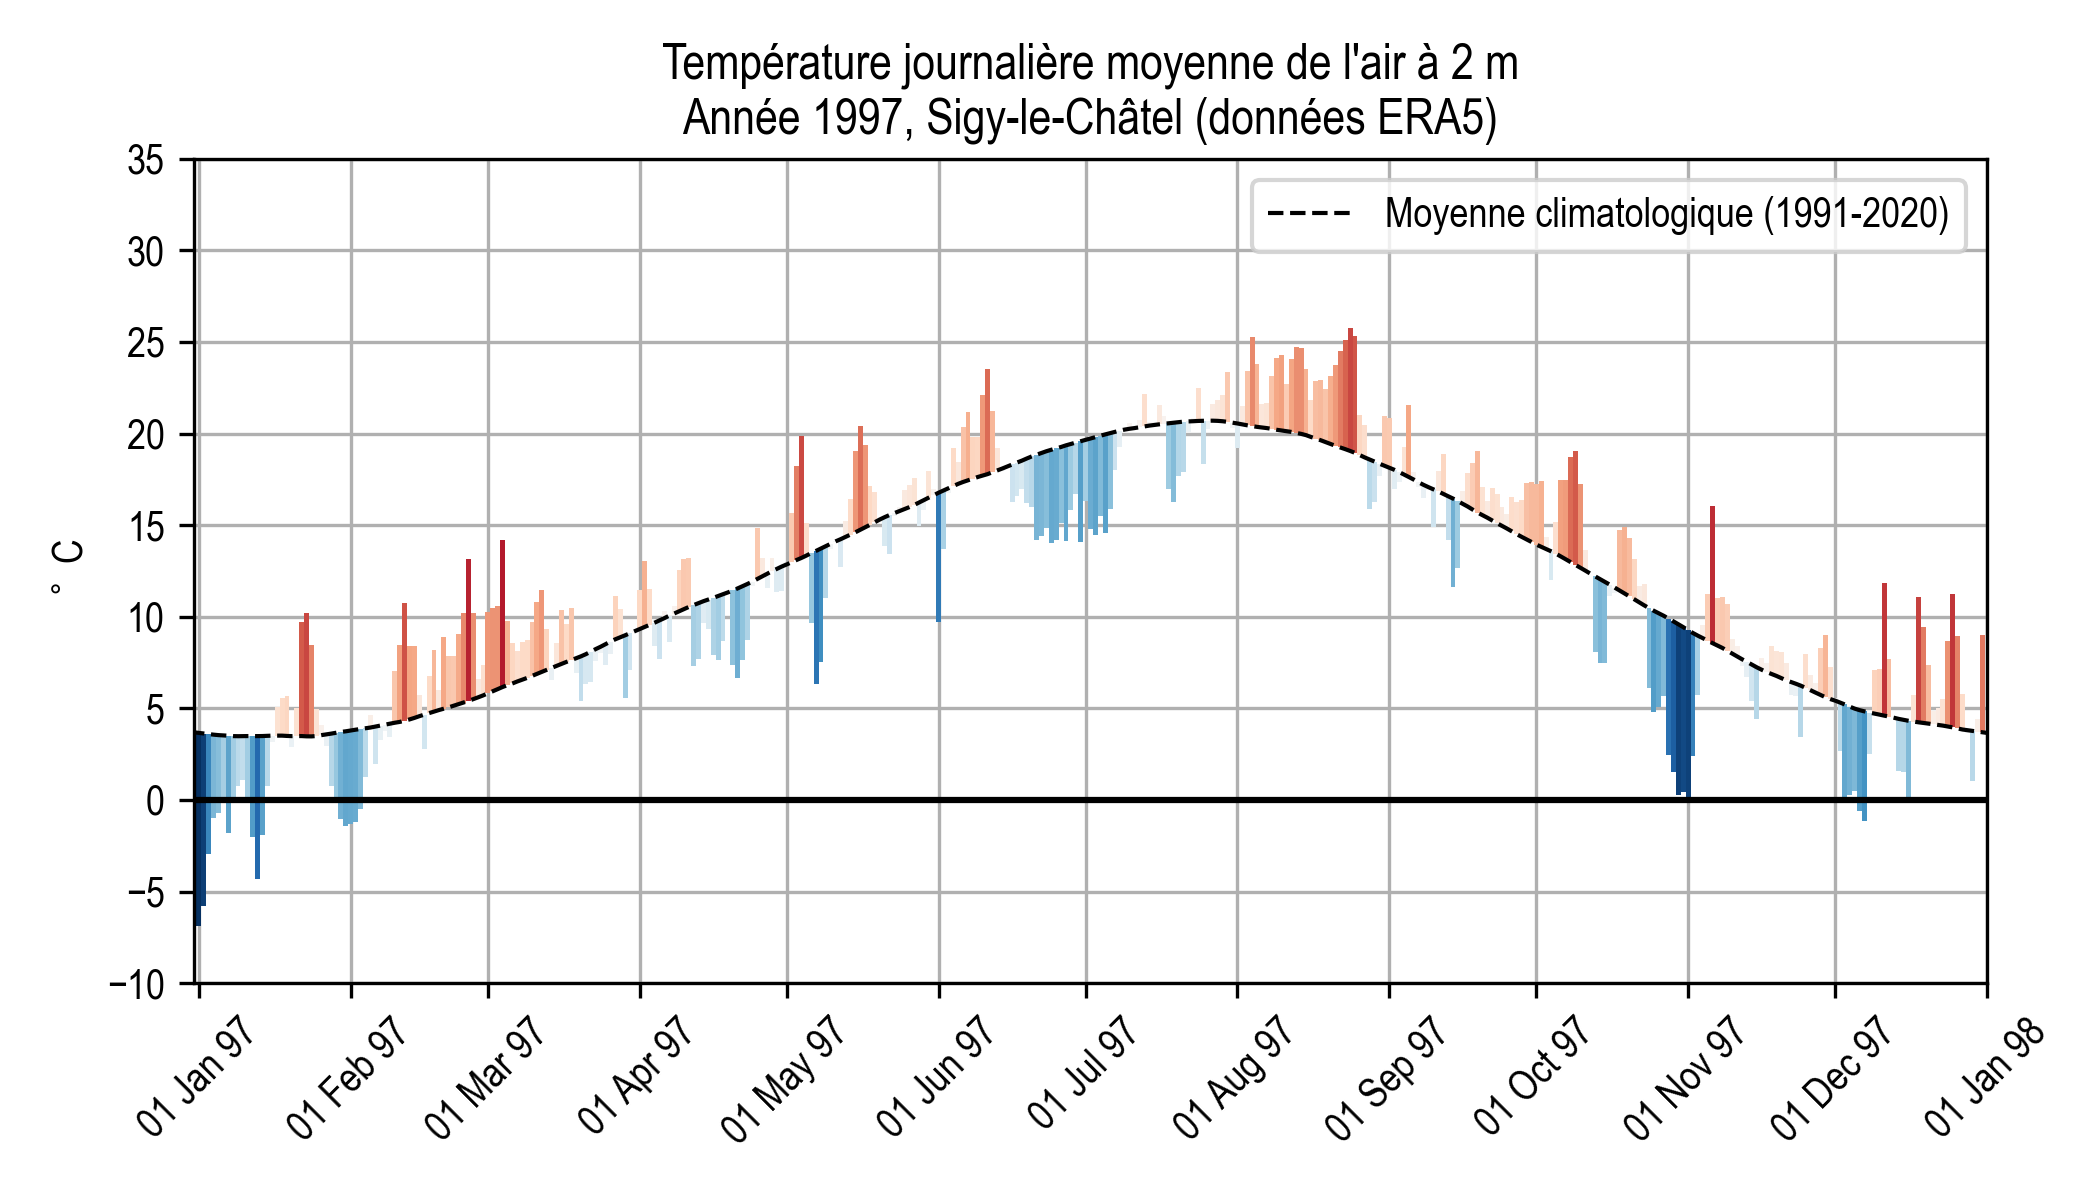 Température journalière moyenne de l'air à 2 m
Année 1997, Sigy-le-Châtel (données ERA5)
35
30
25
20
15
10
5
0
−5
−10
° C
Moyenne climatologique (1991-2020)
01 Jan 97
01 Feb 97
01 Mar 97
01 Apr 97
01 May 97
01 Jun 97
01 Jul 97
01 Aug 97
01 Sep 97
01 Oct 97
01 Nov 97
01 Dec 97
01 Jan 98